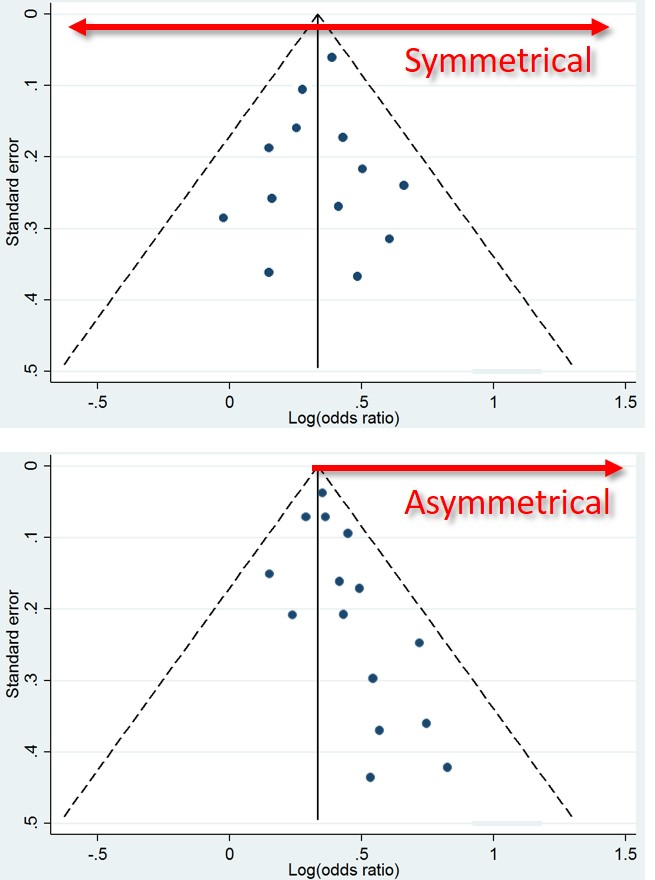 0
Symmetrical
.1
.2
Standard error
.3
.4
.5
-.5 0 .5 1 1.5
Log(odds ratio)
0
Asymmetrical
.1
.2
Standard error
.3
.4
.5
-.5 0 .5 1 1.5
Log(odds ratio)